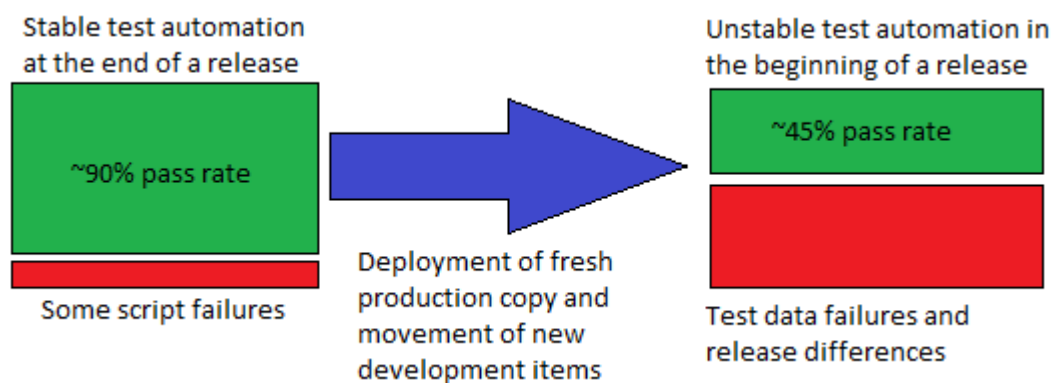 Stable test automation
at the end of a release
~90% pass rate
Some script failures
Deployment of fresh
production copy and
movement of new
development items
Unstable test automation in
the beginning of a release
~45% pass rate
Test data failures and
release differences